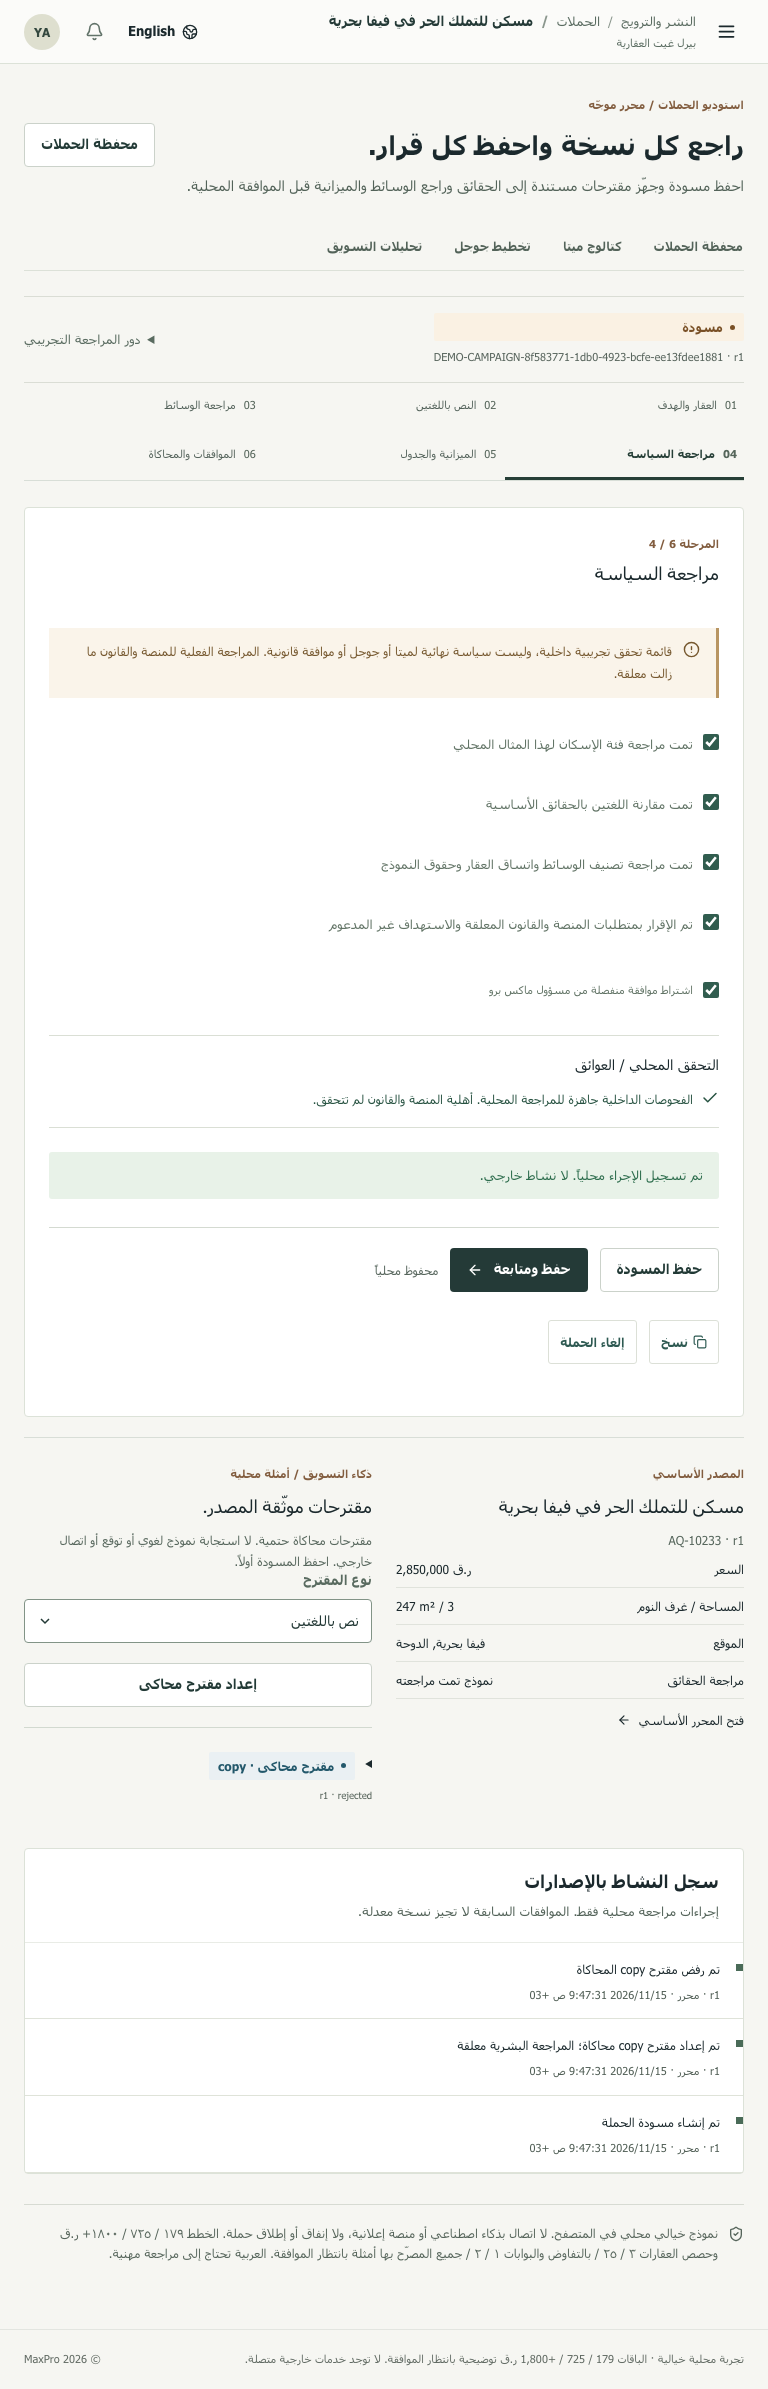 النشر والترويج / الحملات / مسكن للتملك الحر في فيفا بحرية
بيرل غيت العقارية
English
YA
استوديو الحملات / محرر موجّه
راجع كل نسخة واحفظ كل قرار.
احفظ مسودة وجهّز مقترحات مستندة إلى الحقائق وراجع الوسائط والميزانية قبل الموافقة المحلية.
محفظة الحملات
محفظة الحملات
كتالوج ميتا
تخطيط جوجل
تحليلات التسويق
مسودة
DEMO-CAMPAIGN-8f583771-1db0-4923-bcfe-ee13fdee1881 · r1
دور المراجعة التجريبي
01 العقار والهدف
02 النص باللغتين
03 مراجعة الوسائط
04 مراجعة السياسة
05 الميزانية والجدول
06 الموافقات والمحاكاة
المرحلة 6 / 4
مراجعة السياسة
قائمة تحقق تجريبية داخلية، وليست سياسة نهائية لميتا أو جوجل أو موافقة قانونية. المراجعة الفعلية للمنصة والقانون ما
زالت معلقة.
تمت مراجعة فئة الإسكان لهذا المثال المحلي
تمت مقارنة اللغتين بالحقائق الأساسية
تمت مراجعة تصنيف الوسائط واتساق العقار وحقوق النموذج
تم الإقرار بمتطلبات المنصة والقانون المعلقة والاستهداف غير المدعوم
اشتراط موافقة منفصلة من مسؤول ماكس برو
التحقق المحلي / العوائق
الفحوصات الداخلية جاهزة للمراجعة المحلية. أهلية المنصة والقانون لم تتحقق.
تم تسجيل الإجراء محلياً. لا نشاط خارجي.
حفظ المسودة
حفظ ومتابعة
محفوظ محلياً
نسخ
إلغاء الحملة
المصدر الأساسي
مسكن للتملك الحر في فيفا بحرية
AQ-10233 · r1
السعر
2,850,000 ر.ق
المساحة / غرف النوم
247 m² / 3
الموقع
فيفا بحرية, الدوحة
مراجعة الحقائق
نموذج تمت مراجعته
فتح المحرر الأساسي
ذكاء التسويق / أمثلة محلية
مقترحات موثّقة المصدر.
مقترحات محاكاة حتمية. لا استجابة نموذج لغوي أو توقع أو اتصال
خارجي. احفظ المسودة أولاً.
نوع المقترح
نص باللغتين
إعداد مقترح محاكى
مقترح محاكى · copy
r1 · rejected
سجل النشاط بالإصدارات
إجراءات مراجعة محلية فقط. الموافقات السابقة لا تجيز نسخة معدلة.
تم رفض مقترح copy المحاكاة
r1 · محرر · 2026/11/15 9:47:31 ص +03
تم إعداد مقترح copy محاكاة؛ المراجعة البشرية معلقة
r1 · محرر · 2026/11/15 9:47:31 ص +03
تم إنشاء مسودة الحملة
r1 · محرر · 2026/11/15 9:47:31 ص +03
نموذج خيالي محلي في المتصفح. لا اتصال بذكاء اصطناعي أو منصة إعلانية، ولا إنفاق أو إطلاق حملة. الخطط ١٧٩ / ٧٢٥ / ١٨٠٠+ ر.ق
وحصص العقارات ٣ / ٢٥ / بالتفاوض والبوابات ١ / ٢ / جميع المصرّح بها أمثلة بانتظار الموافقة. العربية تحتاج إلى مراجعة مهنية.
تجربة محلية خيالية · الباقات 179 / 725 / +1,800 ر.ق توضيحية بانتظار الموافقة. لا توجد خدمات خارجية متصلة.
© 2026 MaxPro